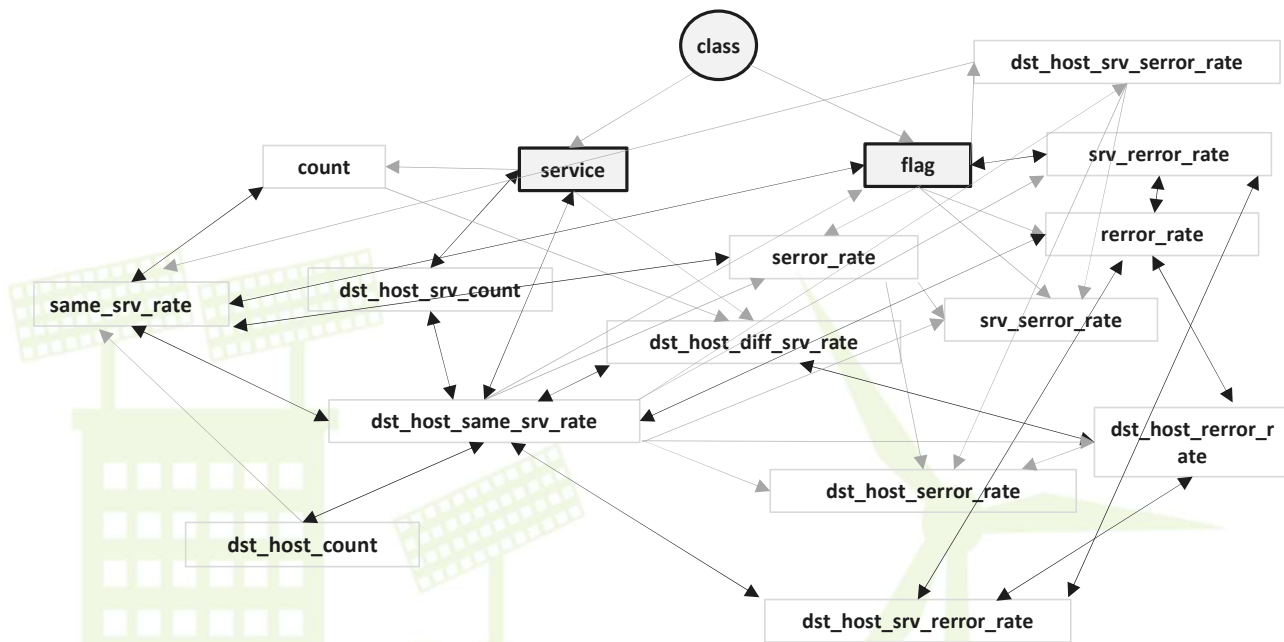 class
dst_host_srv_serror_rate
count
service
flag
srv_rerror_rate
rerror_rate
serror_rate
same_srv_rate
dst_host_srv_count
srv_serror_rate
dst_host_diff_srv_rate
dst_host_same_srv_rate
dst_host_rerror_r
ate
dst_host_serror_rate
dst_host_count
dst_host_srv_rerror_rate